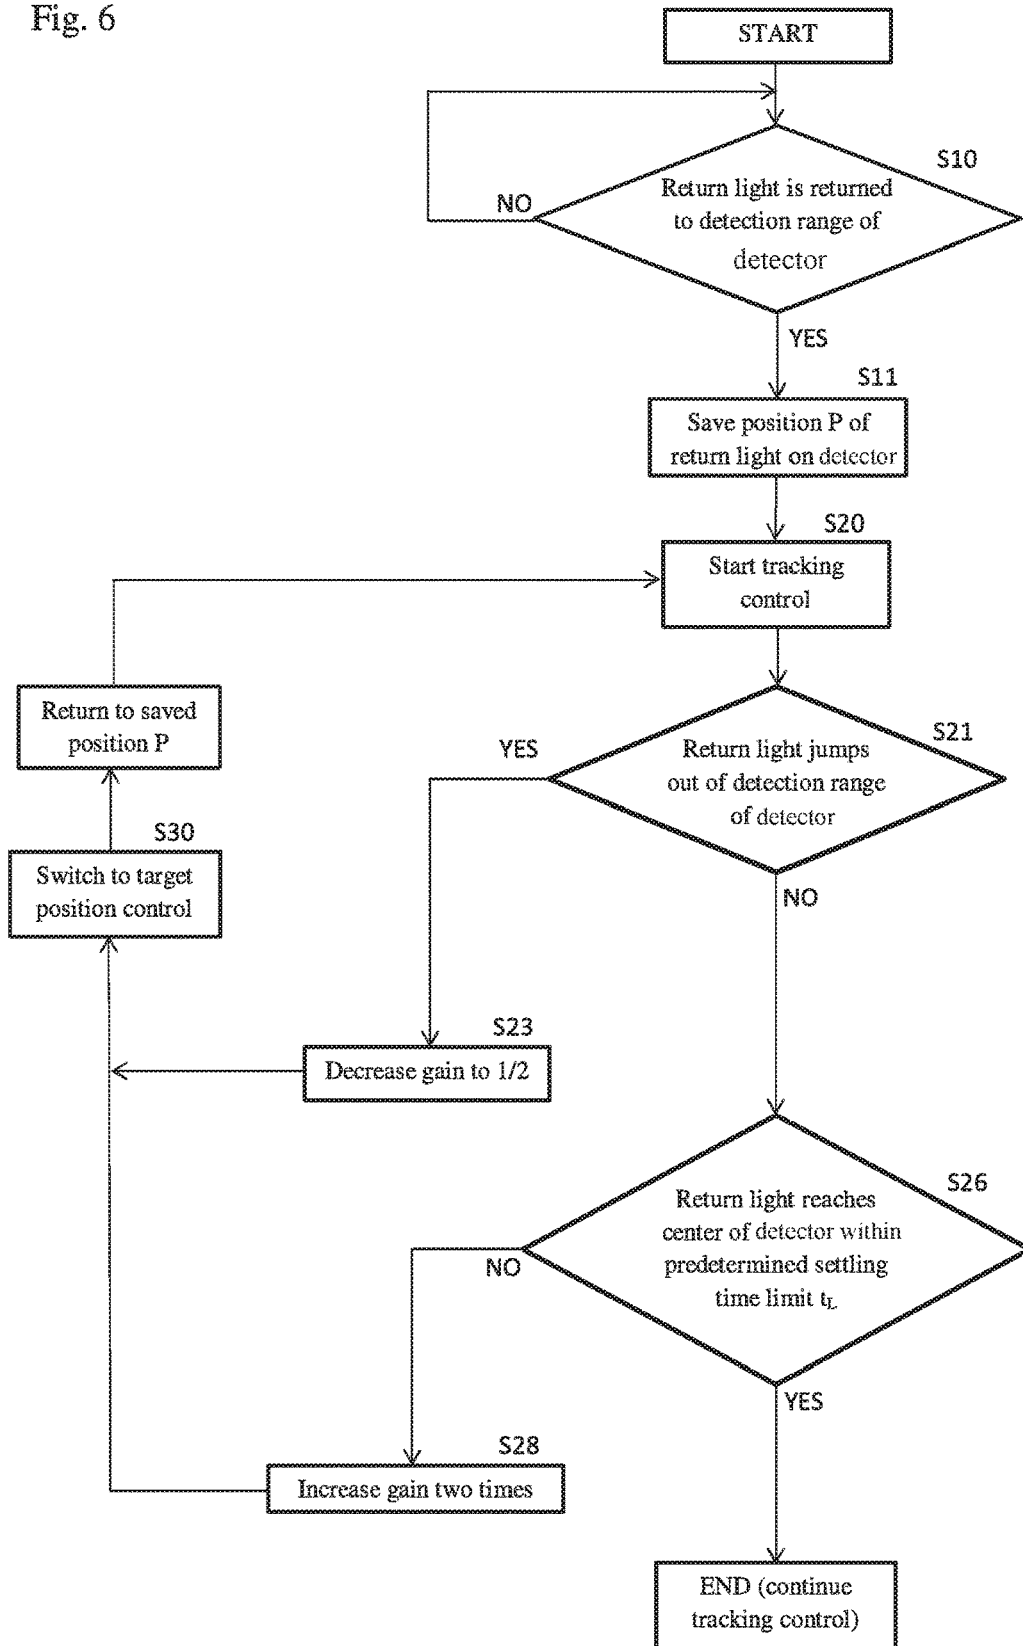 Fig. 6
START
S10
Return light is returned
to detection range of
detector
NO
YES
S11
Save position P of
return light on detector
S20
Start tracking
control
Return to saved
position P
S21
YES
Return light jumps
out of detection range
of detector
S30
Switch to target
position control
NO
S23
Decrease gain to 1/2
S26
Return light reaches
center of detector within
predetermined settling
time limit tL
NO
YES
S28
Increase gain two times
END (continue
tracking control)